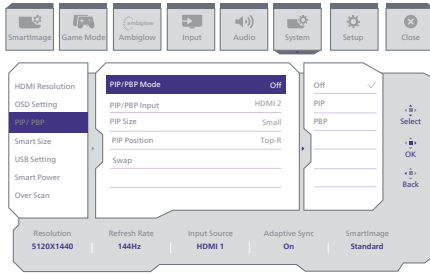 ambiglow
SmartImage
Game Mode
Ambiglow
Input
Audio
System
Setup
Close
HDMI Resolution
OSD Setting
PIP/ PBP
Smart Size
USB Setting
Smart Power
Over Scan
PIP/PBP Mode Off
PIP/PBP Input HDMI 2
PIP Size Small
PIP Position Top-R
Swap
Off
PIP
PBP
Select
OK
Back
Resolution Refresh Rate Input Source Adaptive Sync SmartImage
5120X1440 144Hz HDMI 1 On Standard